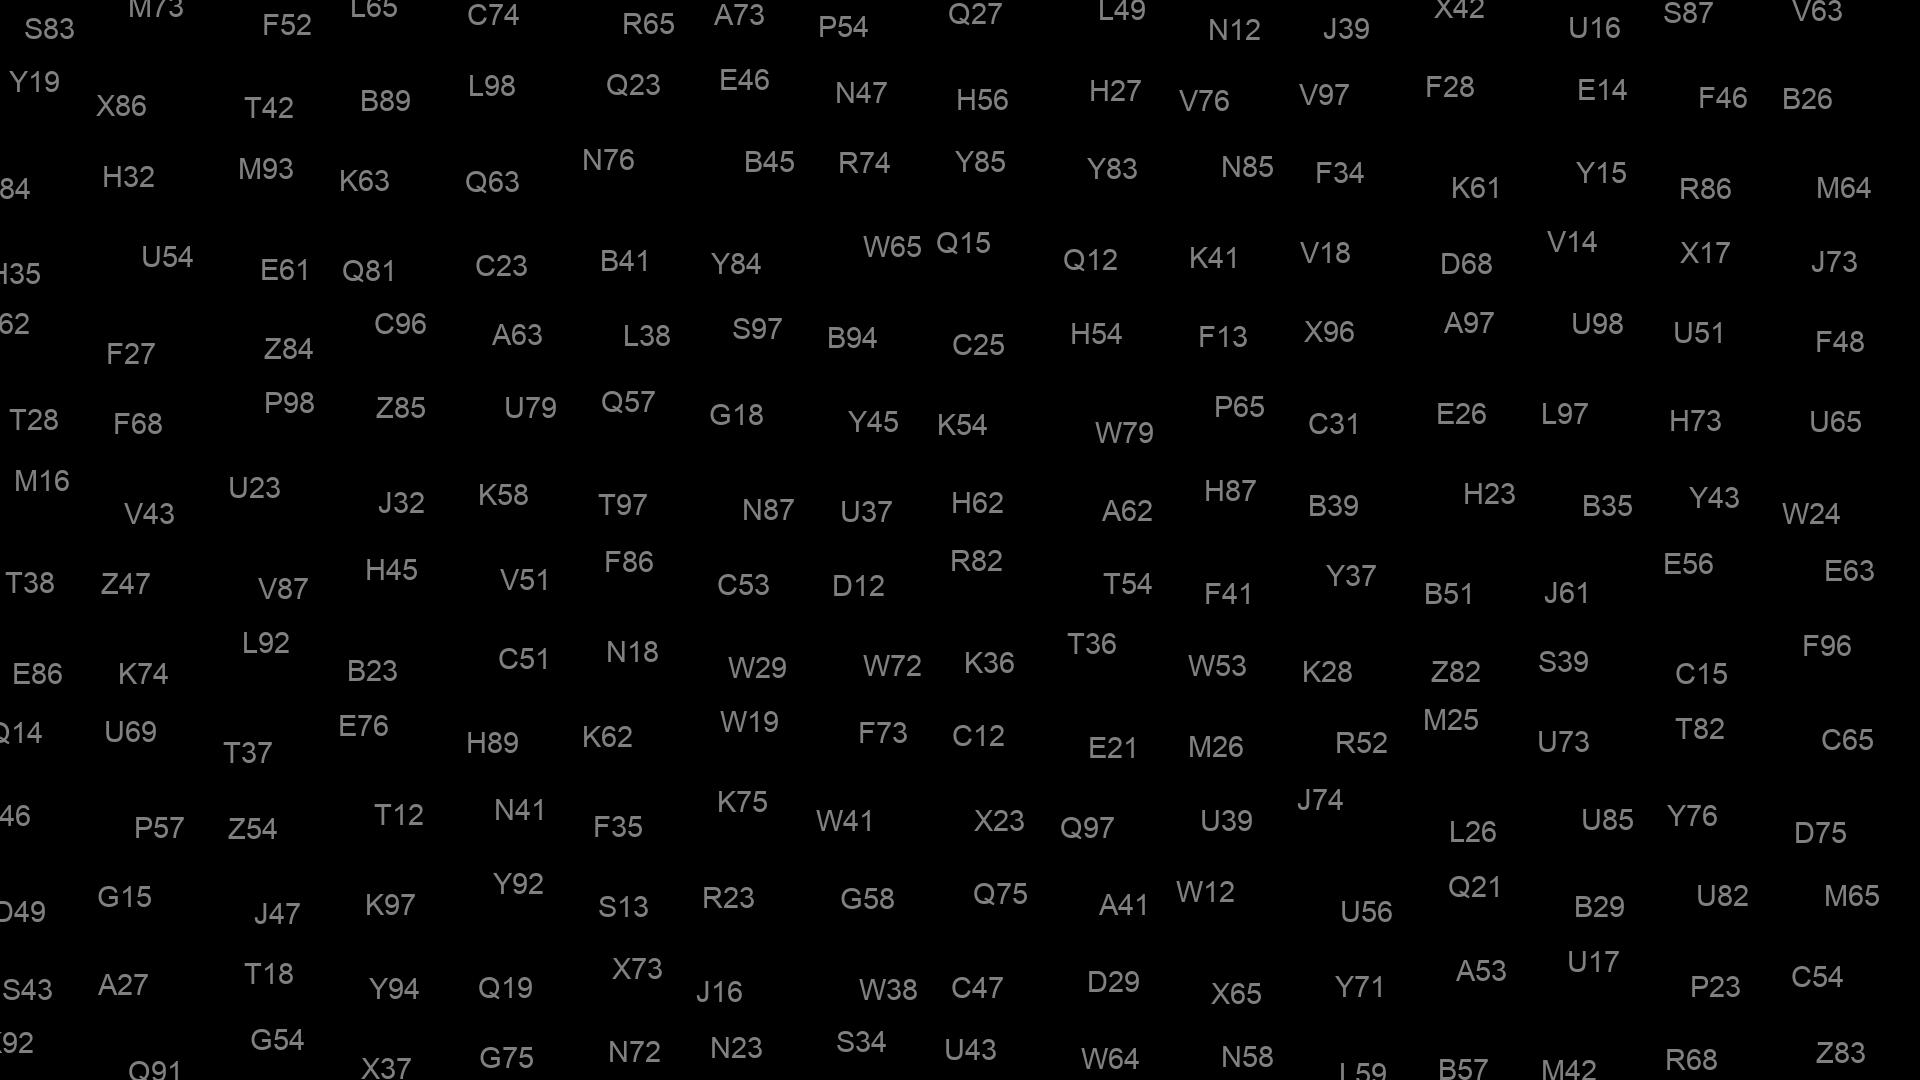 S83 M73 F52 L65 C74 R65 A73 P54 Q27 L49 N12 J39 X42 U16 S87 V63
Y19 X86 T42 B89 L98 Q23 E46 N47 H56 H27 V76 V97 F28 E14 F46 B26
84 H32 M93 K63 Q63 N76 B45 R74 Y85 Y83 N85 F34 K61 Y15 R86 M64
H35 U54 E61 Q81 C23 B41 Y84 W65 Q15 Q12 K41 V18 D68 V14 X17 J73
62 F27 Z84 C96 A63 L38 S97 B94 C25 H54 F13 X96 A97 U98 U51 F48
T28 F68 P98 Z85 U79 Q57 G18 Y45 K54 W79 P65 C31 E26 L97 H73 U65
M16 V43 U23 J32 K58 T97 N87 U37 H62 A62 H87 B39 H23 B35 Y43 W24
T38 Z47 V87 H45 V51 F86 C53 D12 R82 T54 F41 Y37 B51 J61 E56 E63
E86 K74 L92 B23 C51 N18 W29 W72 K36 T36 W53 K28 Z82 S39 C15 F96
Q14 U69 T37 E76 H89 K62 W19 F73 C12 E21 M26 R52 M25 U73 T82 C65
46 P57 Z54 T12 N41 F35 K75 W41 X23 Q97 U39 J74 L26 U85 Y76 D75
D49 G15 J47 K97 Y92 S13 R23 G58 Q75 A41 W12 U56 Q21 B29 U82 M65
S43 A27 T18 Y94 Q19 X73 J16 W38 C47 D29 X65 Y71 A53 U17 P23 C54
92 Q91 G54 X37 G75 N72 N23 S34 U43 W64 N58 L59 B57 M42 R68 Z83